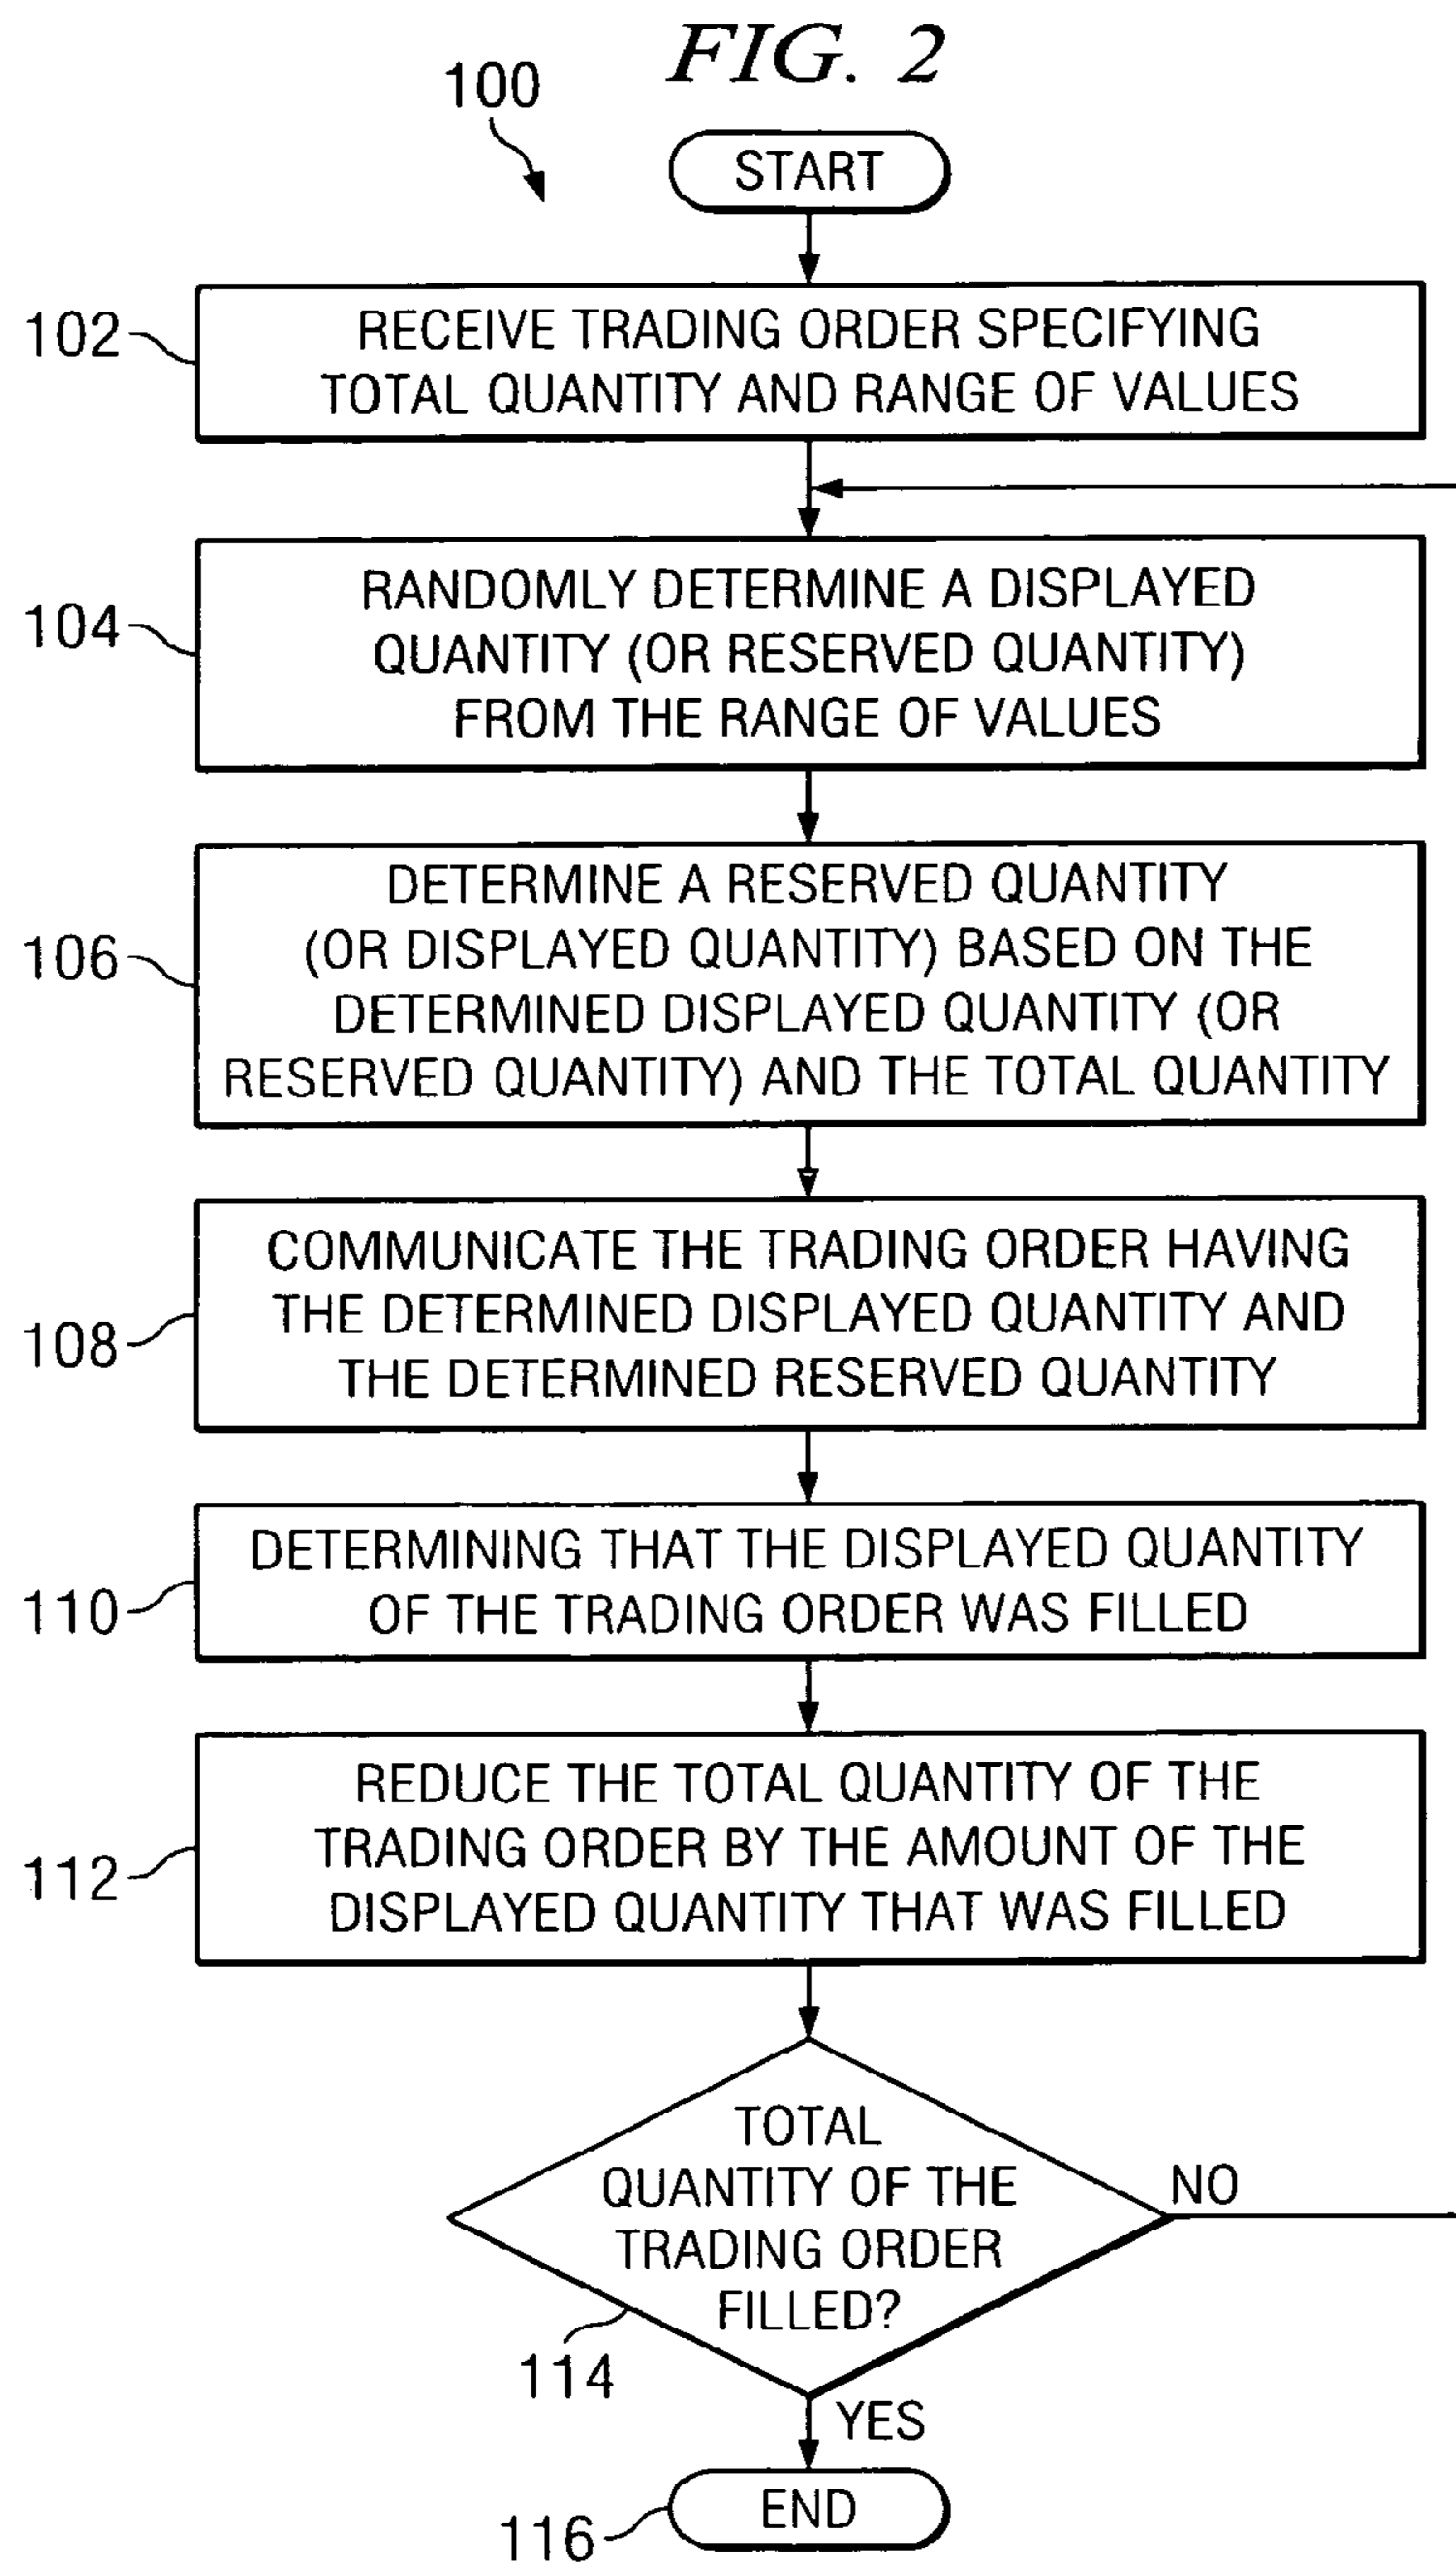 FIG. 2
100
START
102
RECEIVE TRADING ORDER SPECIFYING
TOTAL QUANTITY AND RANGE OF VALUES
104
RANDOMLY DETERMINE A DISPLAYED
QUANTITY (OR RESERVED QUANTITY)
FROM THE RANGE OF VALUES
106
DETERMINE A RESERVED QUANTITY
(OR DISPLAYED QUANTITY) BASED ON THE
DETERMINED DISPLAYED QUANTITY (OR
RESERVED QUANTITY) AND THE TOTAL QUANTITY
108
COMMUNICATE THE TRADING ORDER HAVING
THE DETERMINED DISPLAYED QUANTITY AND
THE DETERMINED RESERVED QUANTITY
110
DETERMINING THAT THE DISPLAYED QUANTITY
OF THE TRADING ORDER WAS FILLED
112
REDUCE THE TOTAL QUANTITY OF THE
TRADING ORDER BY THE AMOUNT OF THE
DISPLAYED QUANTITY THAT WAS FILLED
TOTAL
QUANTITY OF THE
TRADING ORDER
FILLED?
NO
114
YES
END
116